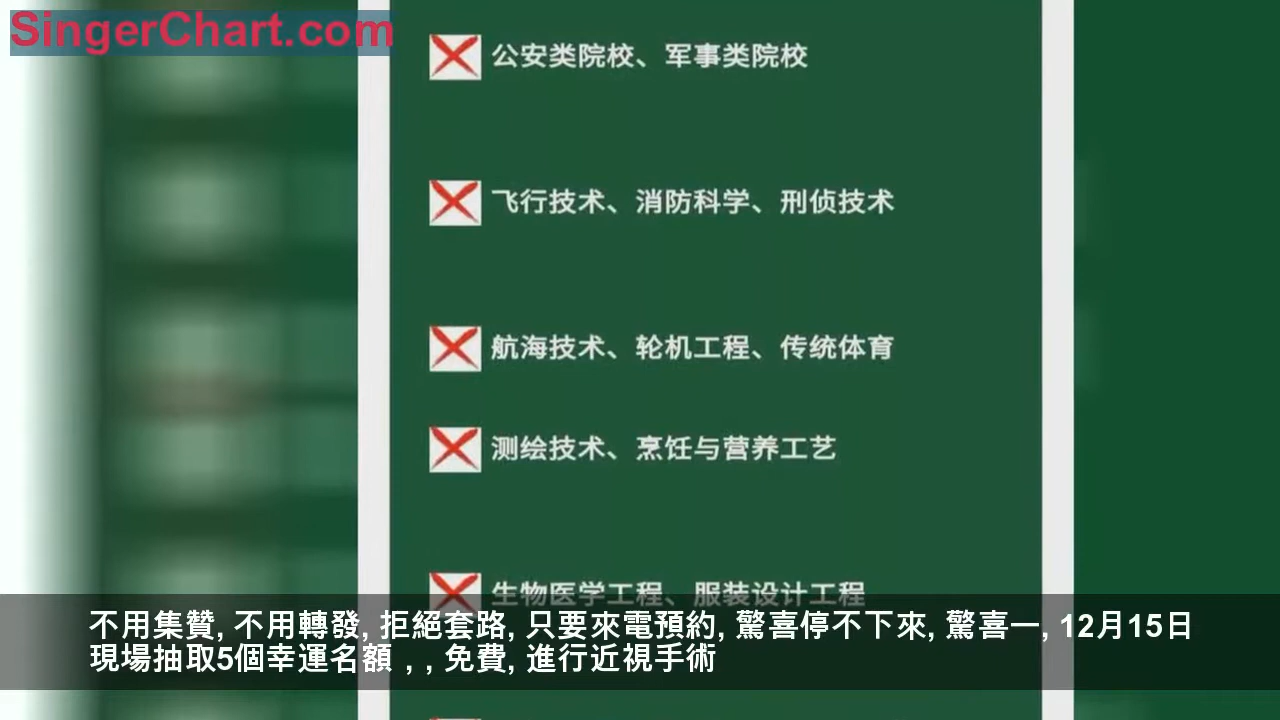 SingerChart.com
公安类院校、军事类院校
飞行技术、消防科学、刑侦技术
航海技术、轮机工程、传统体育
测绘技术、烹饪与营养工艺
生物医学工程、服装设计工程
不用集贊, 不用轉發, 拒絕套路, 只要來電預約, 驚喜停不下來, 驚喜一, 12月15日
現場抽取5個幸運名額 , , 免費, 進行近視手術